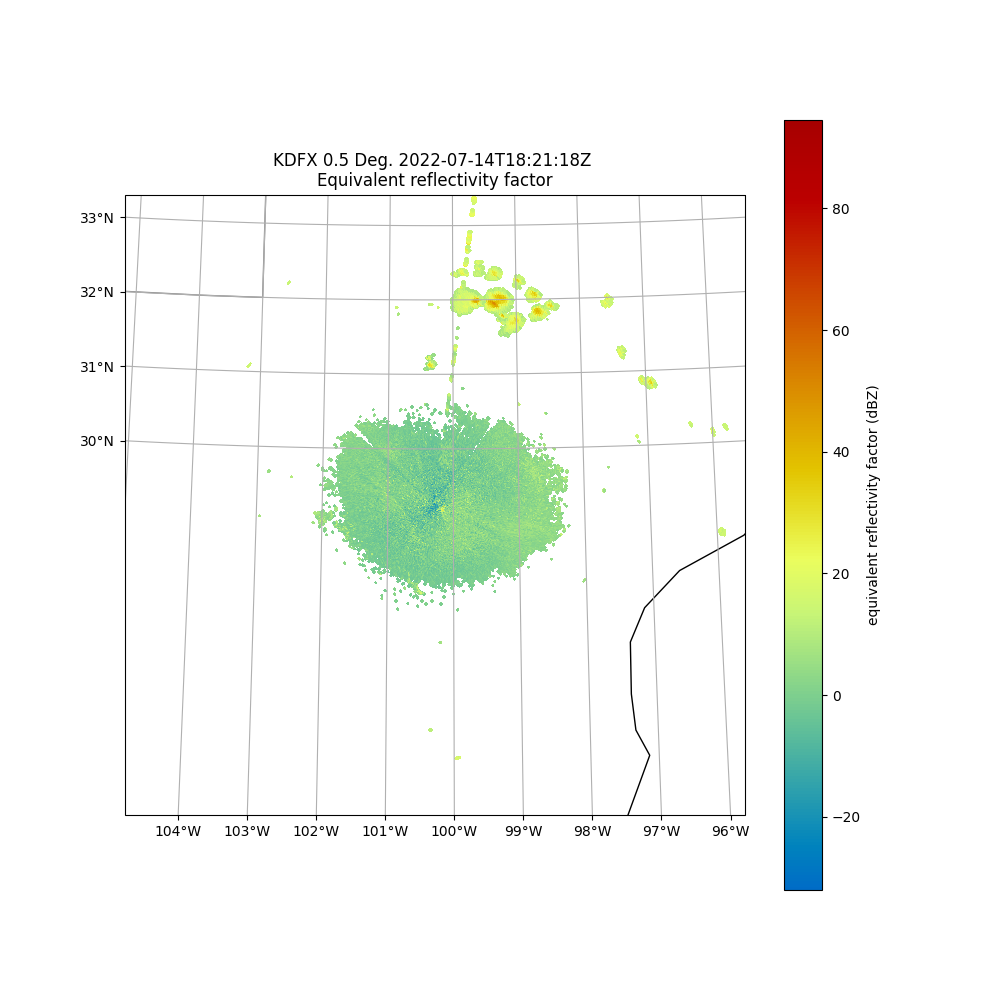 KDFX 0.5 Deg. 2022-07-14T18:21:18Z
Equivalent reflectivity factor
33°N
32°N
31°N
30°N
104°W
103°W
102°W
101°W
100°W
99°W
98°W
97°W
96°W
80
60
40
20
0
−20
equivalent reflectivity factor (dBZ)